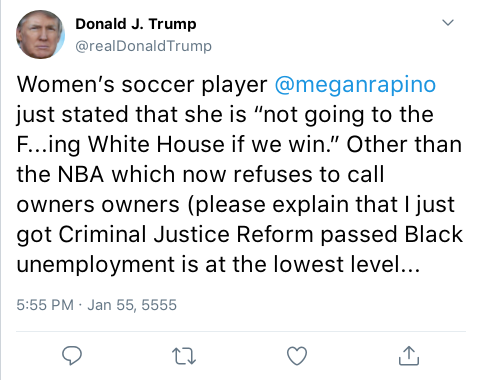 Donald J. Trump
@realDonaldTrump
Women’s soccer player @meganrapino
just stated that she is “not going to the
F...ing White House if we win.” Other than
the NBA which now refuses to call
owners owners (please explain that I just
got Criminal Justice Reform passed Black
unemployment is at the lowest level...
5:55 PM · Jan 55, 5555